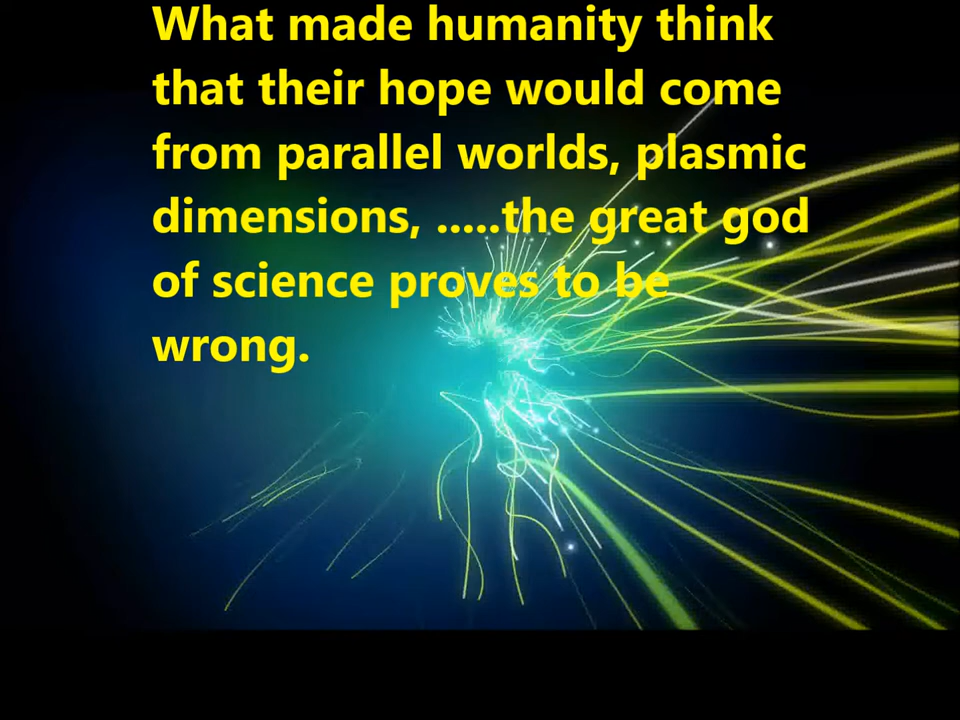 What made humanity think
that their hope would come
from parallel worlds, plasmic
dimensions, .....the great god
of science proves to be
wrong.